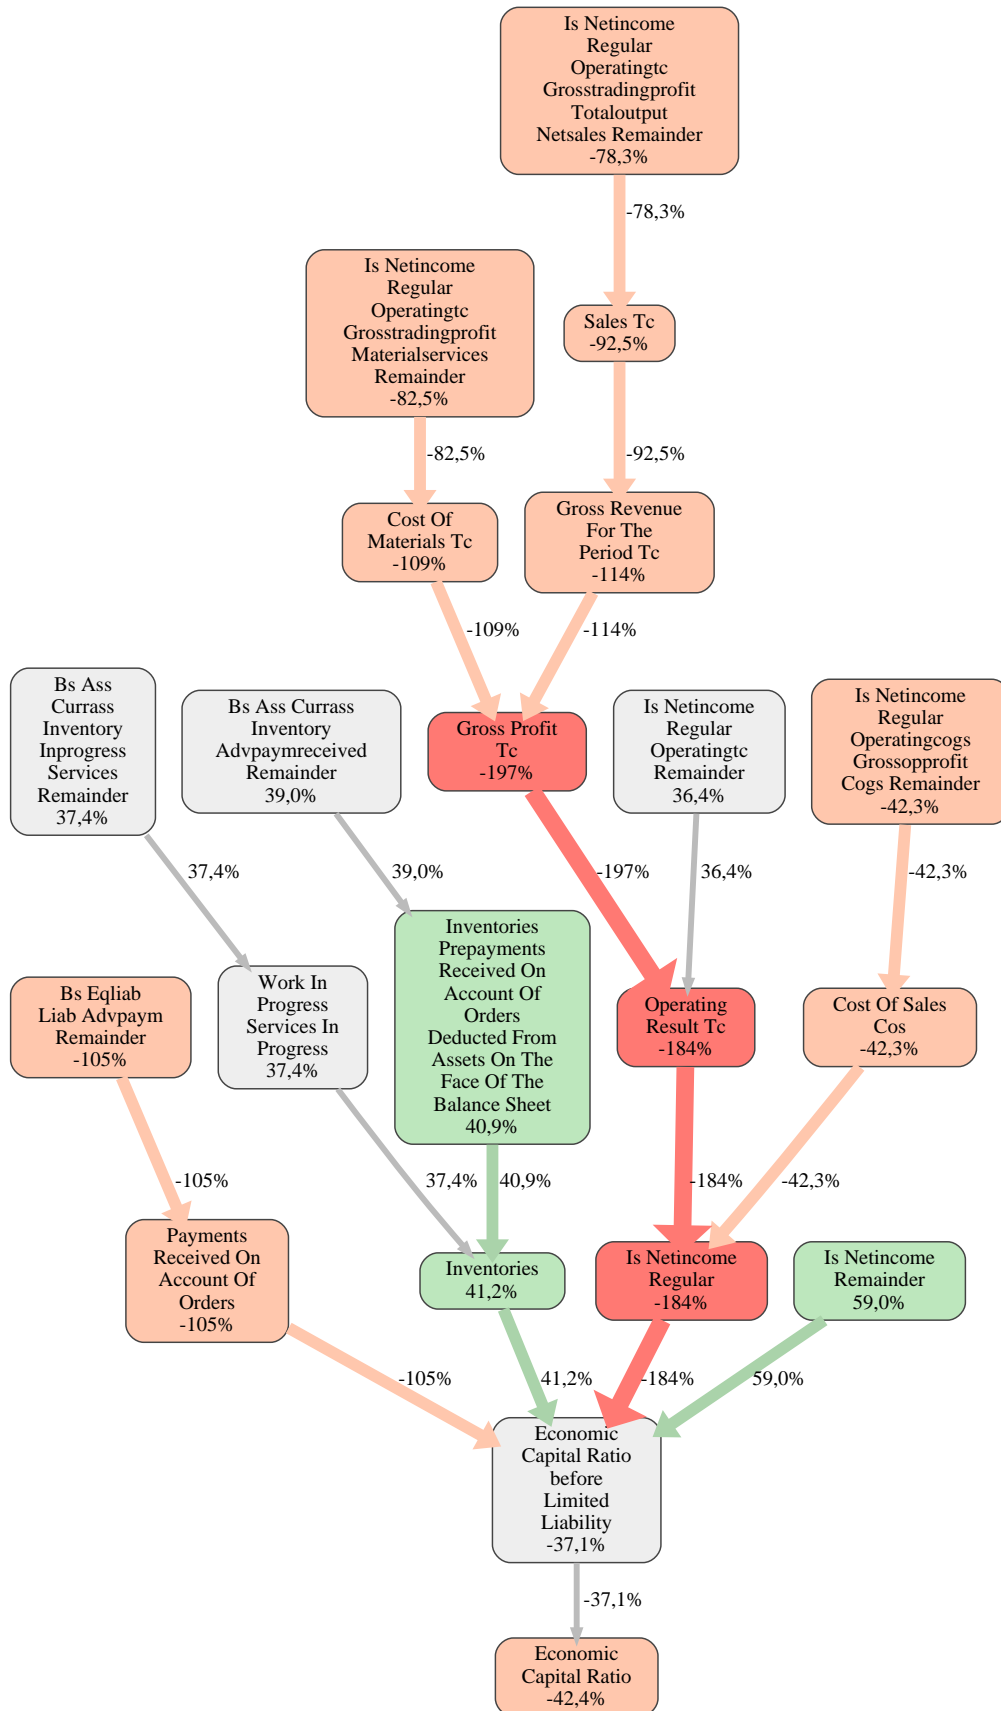 Is Netincome
Regular
Operatingtc
Grosstradingprofit
Totaloutput
Netsales Remainder
-78,3%
-78,3%
Is Netincome
Regular
Operatingtc
Grosstradingprofit
Materialservices
Remainder
-82,5%
Sales Tc
-92,5%
-82,5%
-92,5%
Cost Of
Materials Tc
-109%
Gross Revenue
For The
Period Tc
-114%
-109%
-114%
Bs Ass
Currass
Inventory
Inprogress
Services
Remainder
37,4%
Bs Ass Currass
Inventory
Advpaymreceived
Remainder
39,0%
Gross Profit
Tc
-197%
Is Netincome
Regular
Operatingtc
Remainder
36,4%
Is Netincome
Regular
Operatingcogs
Grossopprofit
Cogs Remainder
-42,3%
37,4%
39,0%
-197%
36,4%
-42,3%
Bs Eqliab
Liab Advpaym
Remainder
-105%
Work In
Progress
Services In
Progress
37,4%
Inventories
Prepayments
Received On
Account Of
Orders
Deducted From
Assets On The
Face Of The
Balance Sheet
40,9%
Operating
Result Tc
-184%
Cost Of Sales
Cos
-42,3%
-105%
37,4%
40,9%
-184%
-42,3%
Payments
Received On
Account Of
Orders
-105%
Inventories
41,2%
Is Netincome
Regular
-184%
Is Netincome
Remainder
59,0%
-105%
41,2%
-184%
59,0%
Economic
Capital Ratio
before
Limited
Liability
-37,1%
-37,1%
Economic
Capital Ratio
-42,4%